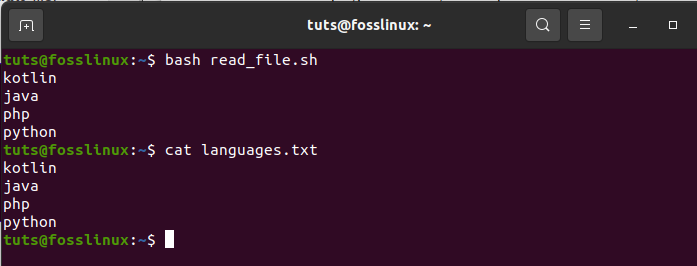 tuts@fosslinux: ~
tuts@fosslinux:~$ bash read_file.sh
kotlin
java
php
python
tuts@fosslinux:~$ cat languages.txt
kotlin
java
php
python
tuts@fosslinux:~$